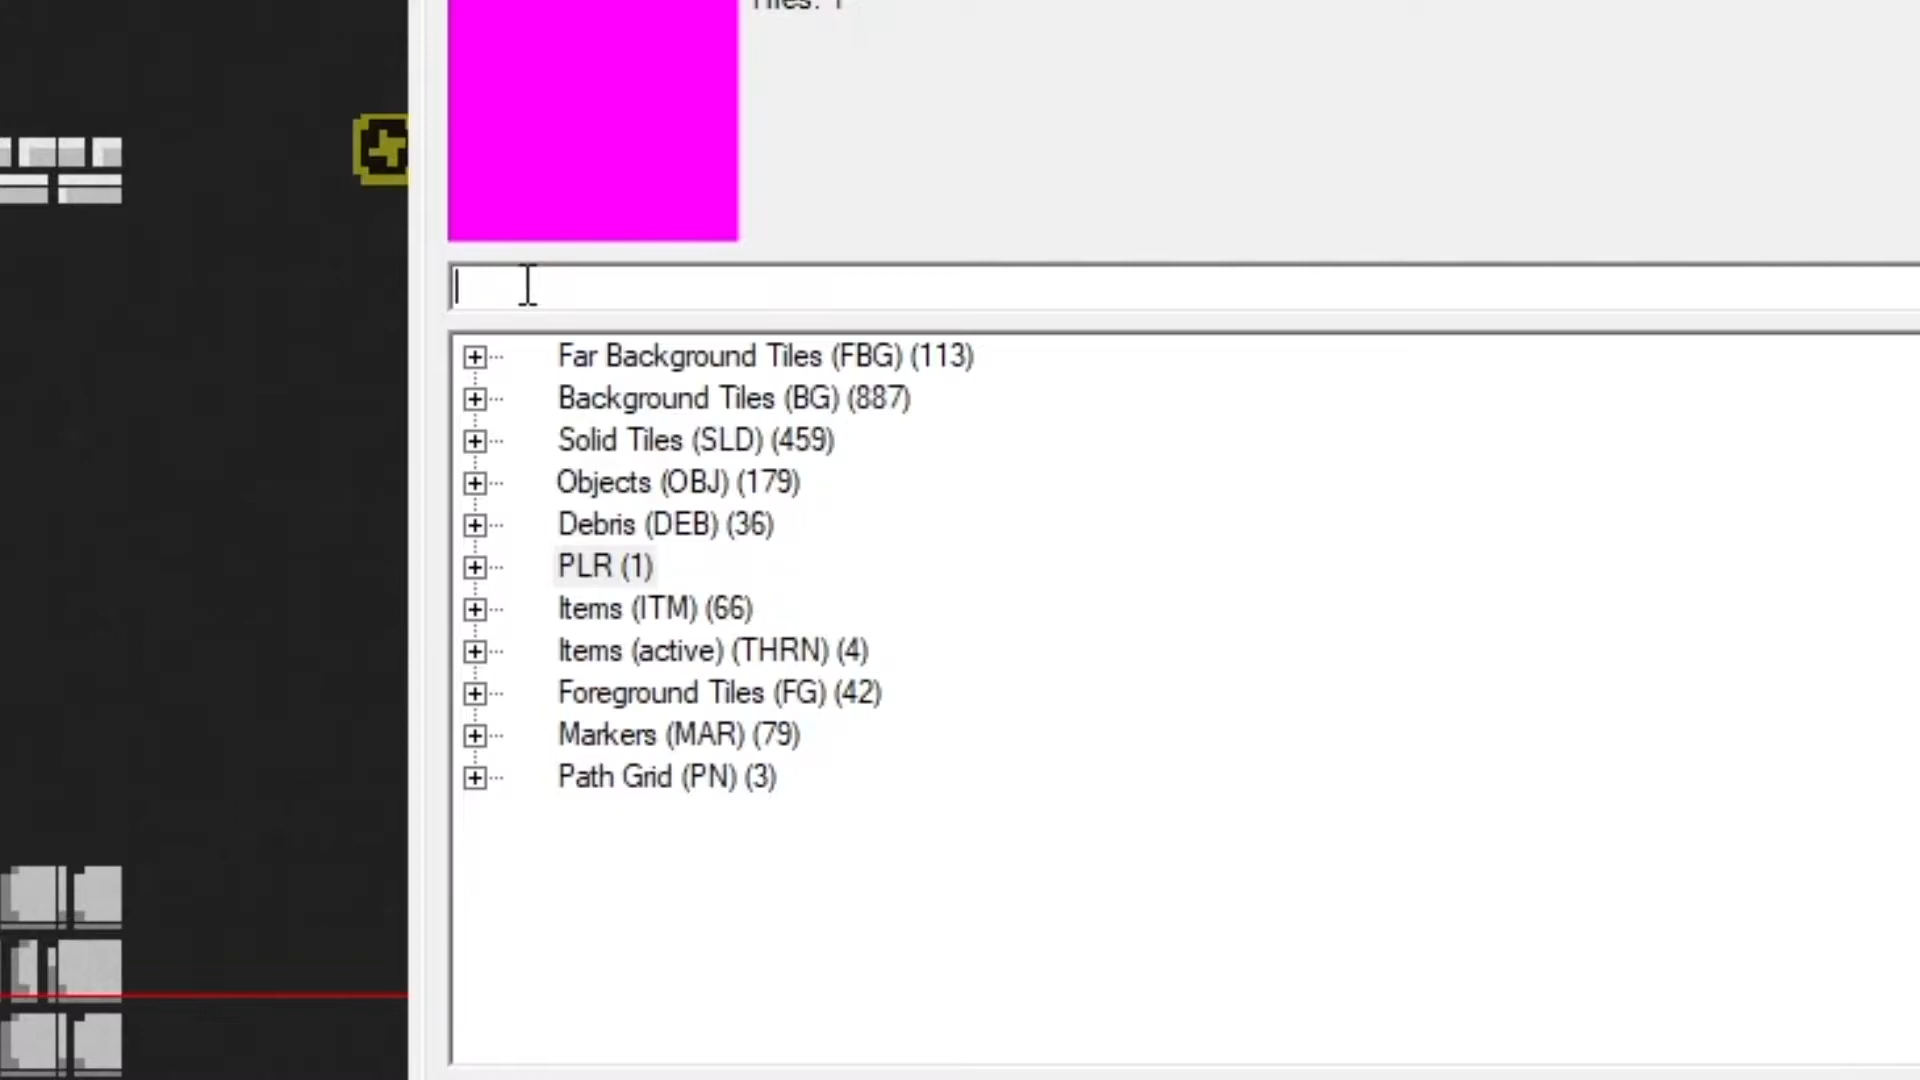 Tiles: 1
Far Background Tiles (FBG) (113)
Background Tiles (BG) (887)
Solid Tiles (SLD) (459)
Objects (OBJ) (179)
Debris (DEB) (36)
PLR (1)
Items (ITM) (66)
Items (active) (THRN) (4)
Foreground Tiles (FG) (42)
Markers (MAR) (79)
Path Grid (PN) (3)